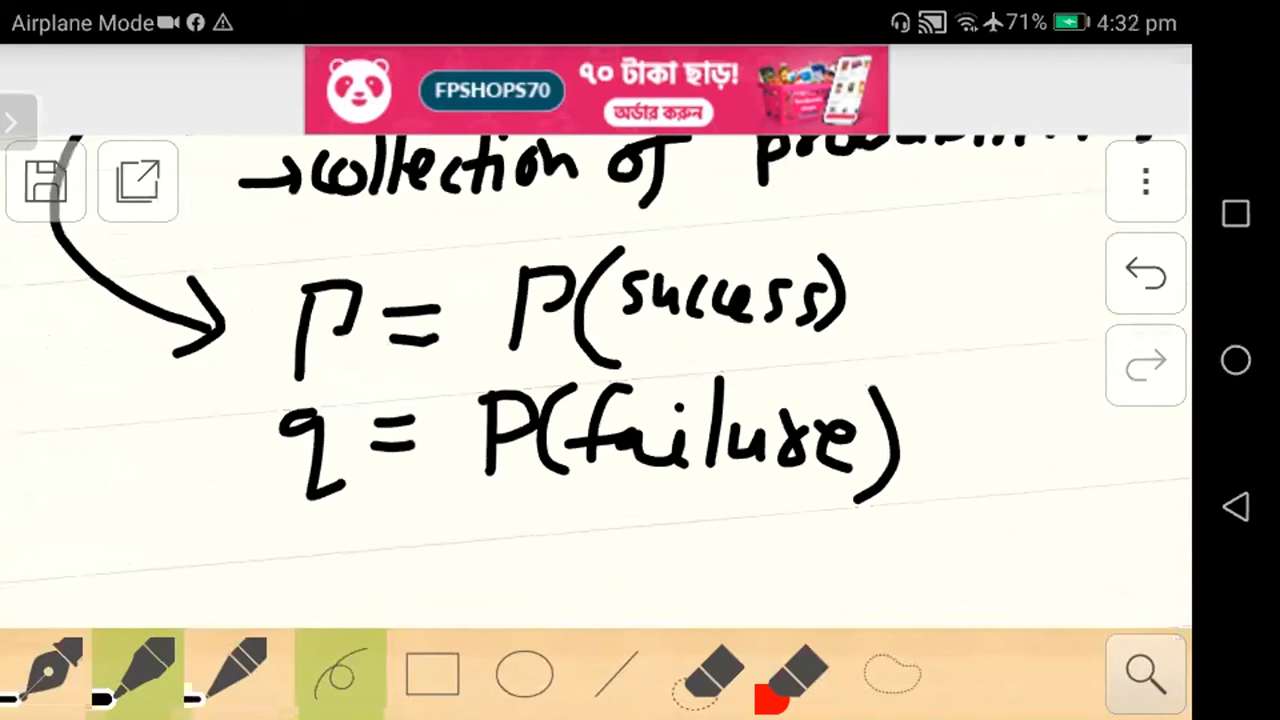 Airplane Mode 71% 4:32 pm
FPSHOPS70
৭০ টাকা ছাড়!
অর্ডার করুন
→collection of
P = P(success)
q = P(failure)